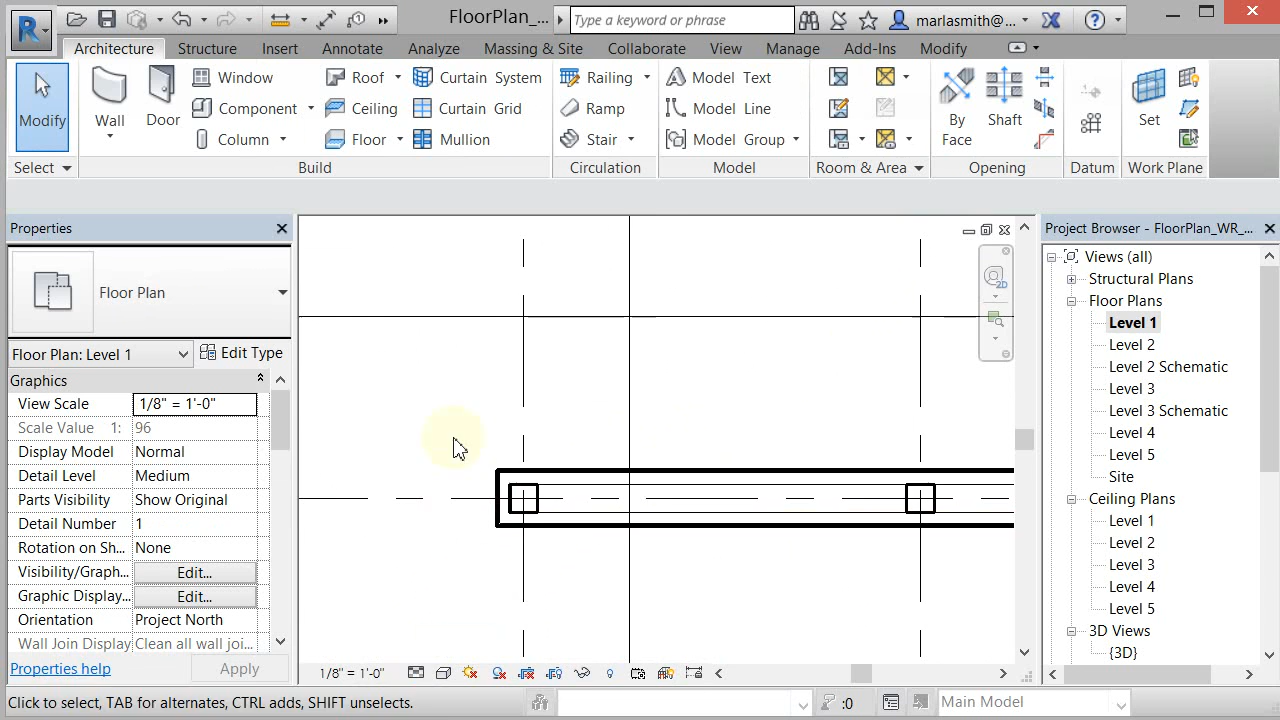 FloorPlan_...
Type a keyword or phrase
marlasmith@...
Architecture Structure Insert Annotate Analyze Massing & Site Collaborate View Manage Add-Ins Modify
Modify
Wall
Door
Window
Component
Column
Roof
Ceiling
Floor
Curtain System
Curtain Grid
Mullion
Railing
Ramp
Stair
Model Text
Model Line
Model Group
By Face
Shaft
Set
Select Build Circulation Model Room & Area Opening Datum Work Plane
Properties
Floor Plan
Floor Plan: Level 1 Edit Type
Graphics
View Scale 1/8" = 1'-0"
Scale Value 1: 96
Display Model Normal
Detail Level Medium
Parts Visibility Show Original
Detail Number 1
Rotation on Sh... None
Visibility/Graph... Edit...
Graphic Display... Edit...
Orientation Project North
Wall Join Display Clean all wall joi...
Properties help Apply
2D
1/8" = 1'-0"
Project Browser - FloorPlan_WR_...
Views (all)
Structural Plans
Floor Plans
Level 1
Level 2
Level 2 Schematic
Level 3
Level 3 Schematic
Level 4
Level 5
Site
Ceiling Plans
Level 1
Level 2
Level 3
Level 4
Level 5
3D Views
{3D}
Click to select, TAB for alternates, CTRL adds, SHIFT unselects.
:0
Main Model